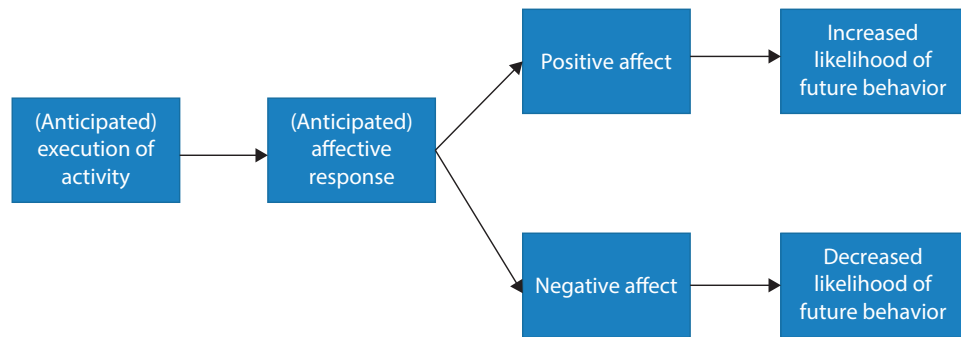 (Anticipated)
execution of
activity
(Anticipated)
affective
response
Positive affect
Increased
likelihood of
future behavior
Negative affect
Decreased
likelihood of
future behavior